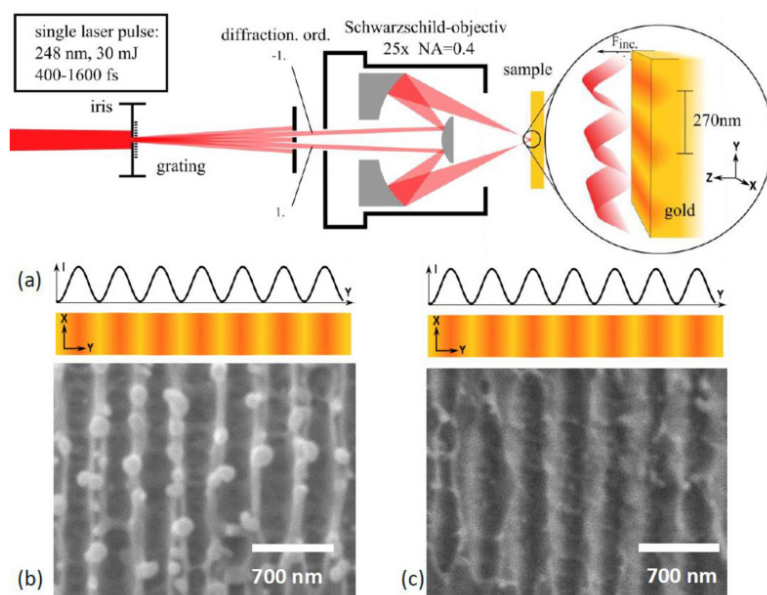 single laser pulse:
248 nm, 30 mJ
400-1600 fs
iris
grating
diffraction. ord.
-1.
1.
Schwarzschild-objectiv
25x NA=0.4
sample
F inc.
270nm
Y
Z
X
gold
(a)
I
Y
X
Y
I
Y
X
Y
700 nm
(b)
700 nm
(c)